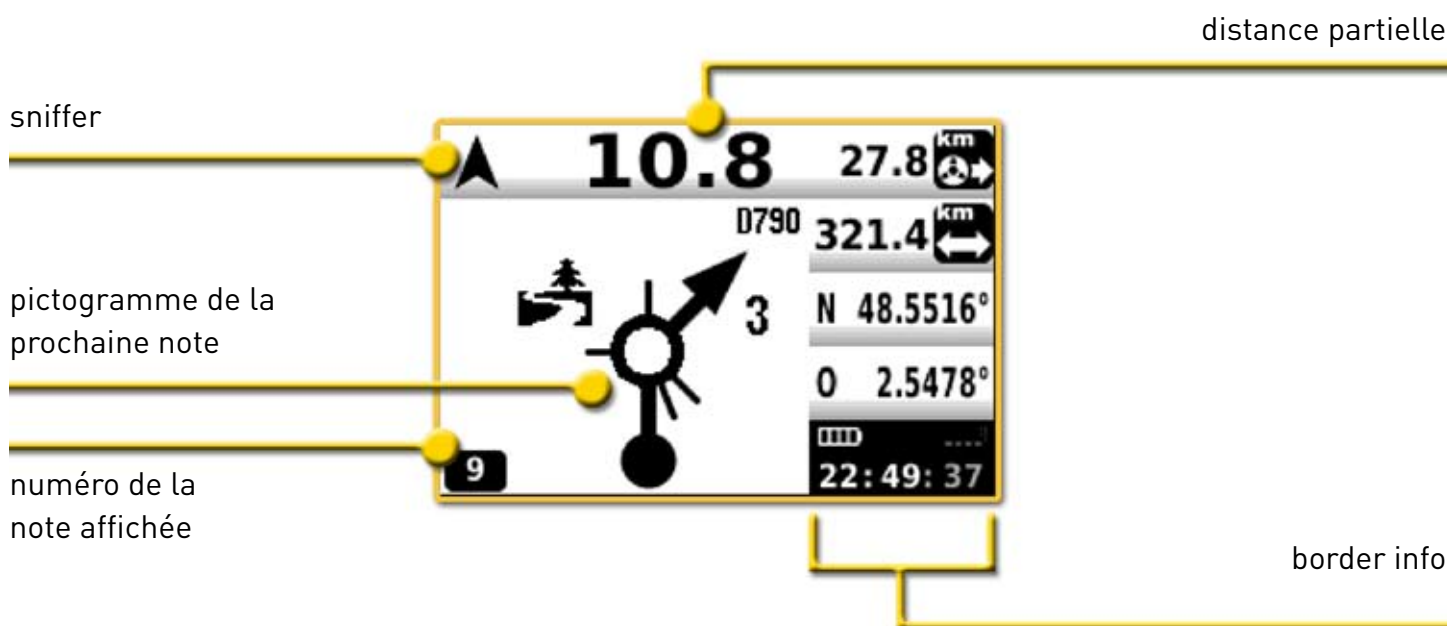 distance partielle
sniffer
10.8
27.8 km
D790
321.4 km
pictogramme de la
prochaine note
3
N 48.5516°
O 2.5478°
9
22:49:37
numéro de la
note affichée
border info